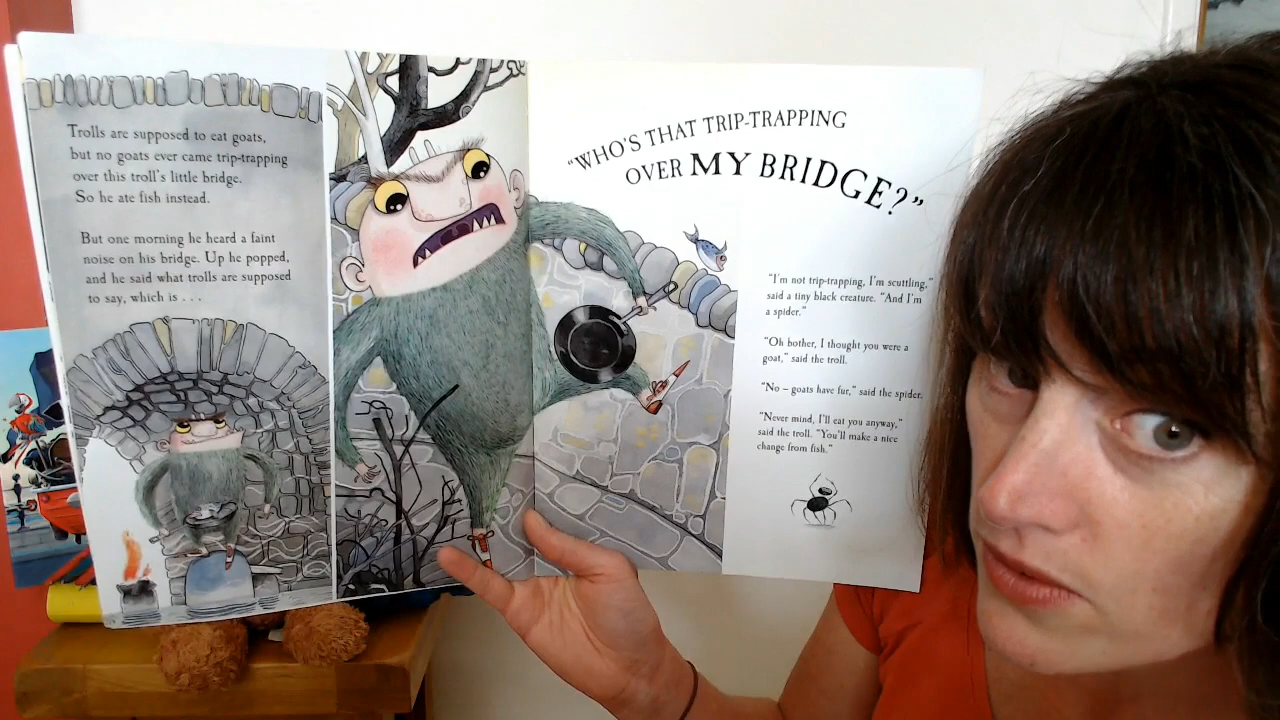 Trolls are supposed to eat goats,
but no goats ever came trip-trapping
over this troll's little bridge.
So he ate fish instead.
But one morning he heard a faint
noise on his bridge. Up he popped,
and he said what trolls are supposed
to say, which is . . .
"WHO'S THAT TRIP-TRAPPING
OVER MY BRIDGE?"
"I'm not trip-trapping, I'm scuttling,"
said a tiny black creature. "And I'm
a spider."
"Oh bother, I thought you were a
goat," said the troll.
"No – goats have fur," said the spider.
"Never mind, I'll eat you anyway,"
said the troll. "You'll make a nice
change from fish."